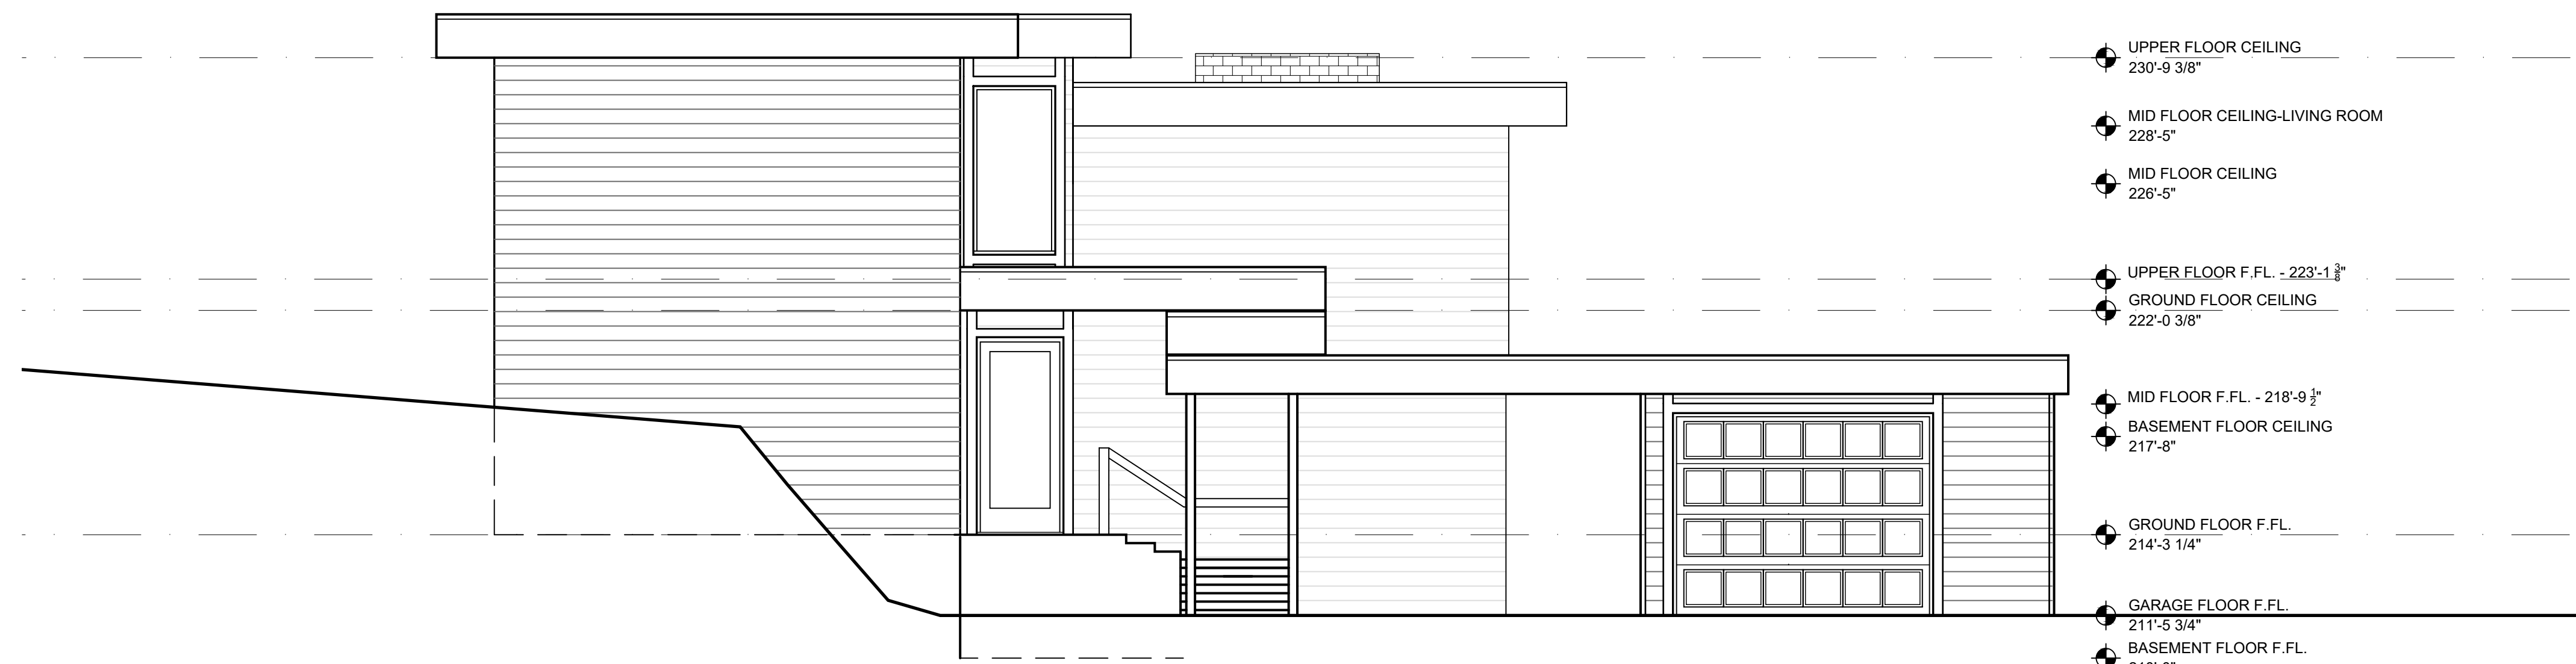 UPPER FLOOR CEILING
230'-9 3/8"
MID FLOOR CEILING-LIVING ROOM
228'-5"
MID FLOOR CEILING
226'-5"
UPPER FLOOR F.FL. - 223'-1 3/8"
GROUND FLOOR CEILING
222'-0 3/8"
MID FLOOR F.FL. - 218'-9 1/2"
BASEMENT FLOOR CEILING
217'-8"
GROUND FLOOR F.FL.
214'-3 1/4"
GARAGE FLOOR F.FL.
211'-5 3/4"
BASEMENT FLOOR F.FL.